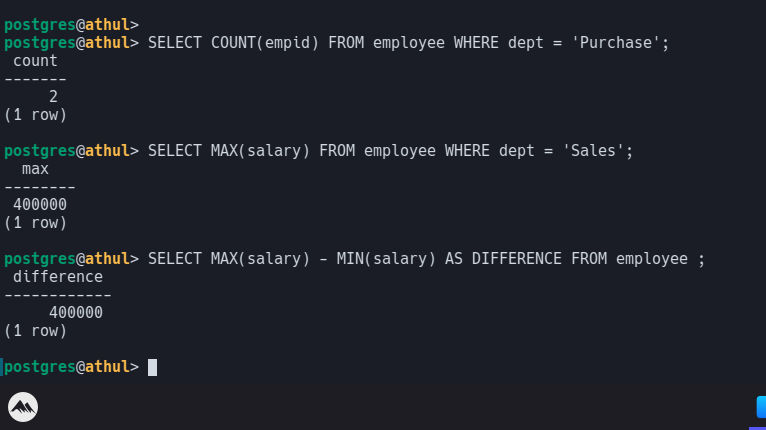 postgres@athul>
postgres@athul> SELECT COUNT(empid) FROM employee WHERE dept = 'Purchase';
 count
-------
     2
(1 row)

postgres@athul> SELECT MAX(salary) FROM employee WHERE dept = 'Sales';
  max
--------
 400000
(1 row)

postgres@athul> SELECT MAX(salary) - MIN(salary) AS DIFFERENCE FROM employee ;
 difference
------------
     400000
(1 row)

postgres@athul>